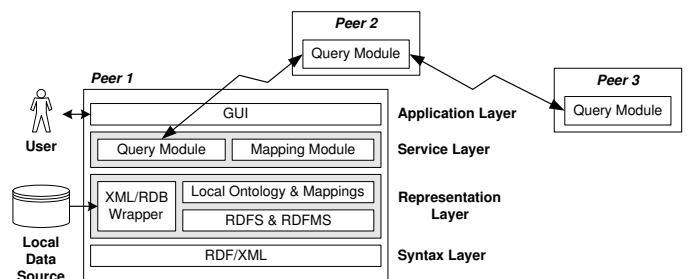 Peer 2
Query Module
Peer 1
Peer 3
Query Module
GUI
Application Layer
User
Query Module
Mapping Module
Service Layer
XML/RDB
Wrapper
Local Ontology & Mappings
RDFS & RDFMS
Representation
Layer
Local
Data
Source
RDF/XML
Syntax Layer